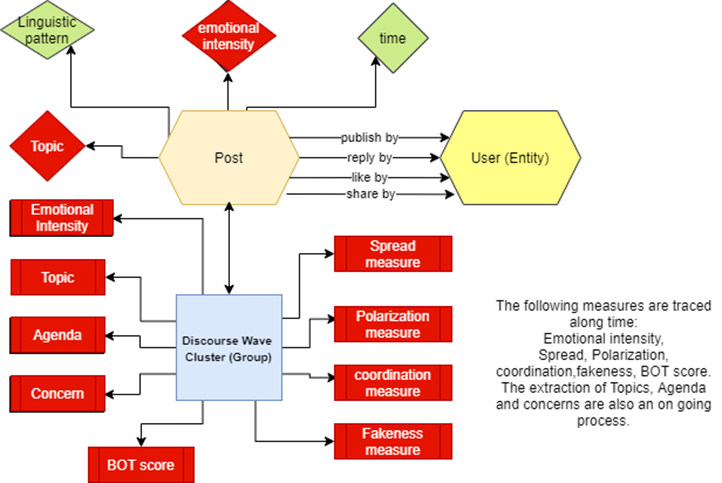 Linguistic
pattern
emotional
intensity
time
Topic
Post
publish by
reply by
like by
share by
User (Entity)
Emotional
Intensity
Topic
Agenda
Concern
BOT score
Discourse Wave
Cluster (Group)
Spread
measure
Polarization
measure
coordination
measure
Fakeness
measure
The following measures are traced
along time:
Emotional intensity,
Spread, Polarization,
coordination,fakeness, BOT score.
The extraction of Topics, Agenda
and concerns are also an on going
process.